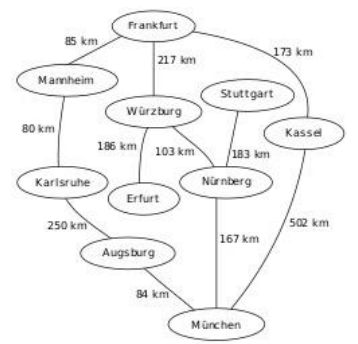 Frankfurt
85 km
217 km
173 km
Mannheim
Stuttgart
Würzburg
Kassel
80 km
186 km
103 km
183 km
Karlsruhe
Erfurt
Nürnberg
250 km
167 km
502 km
Augsburg
84 km
München